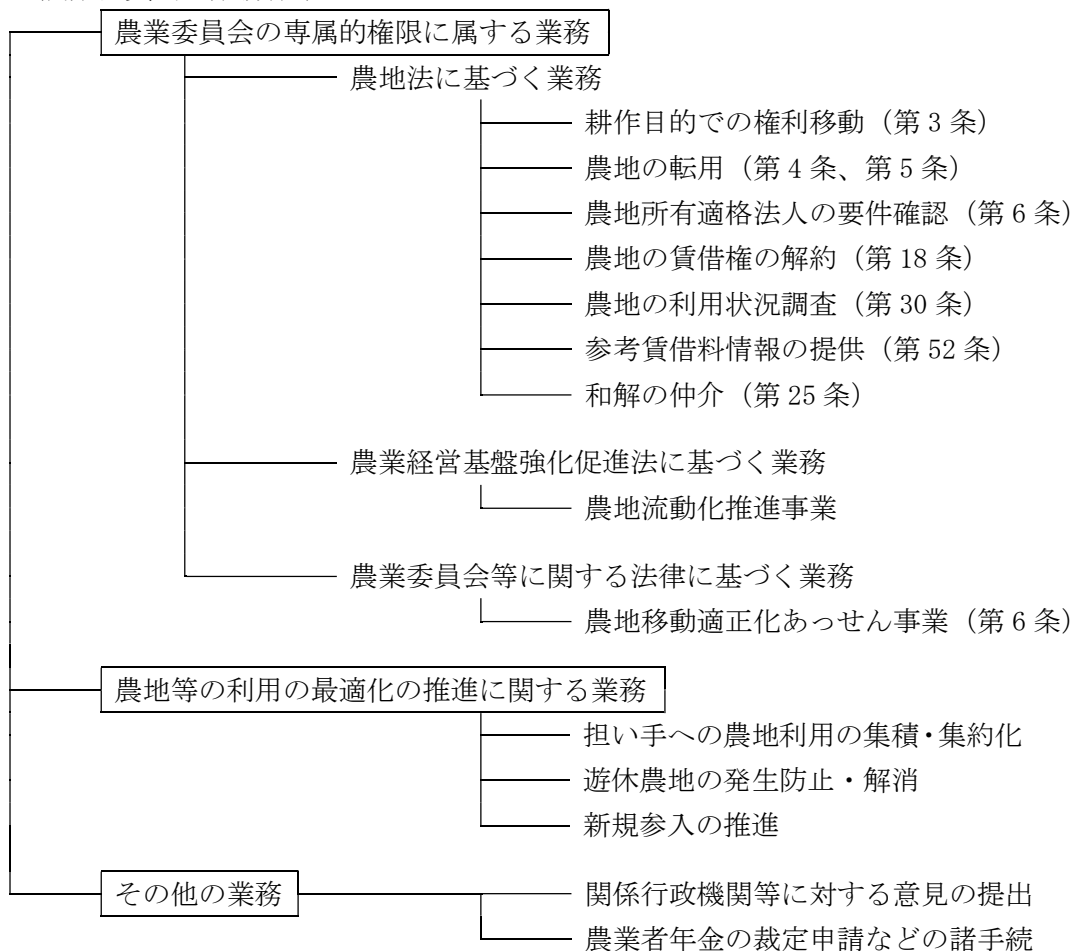 農業委員会の専属的権限に属する業務
農地法に基づく業務
耕作目的での権利移動（第 3 条）
農地の転用（第 4 条、第 5 条）
農地所有適格法人の要件確認（第 6 条）
農地の賃借権の解約（第 18 条）
農地の利用状況調査（第 30 条）
参考賃借料情報の提供（第 52 条）
和解の仲介（第 25 条）
農業経営基盤強化促進法に基づく業務
農地流動化推進事業
農業委員会等に関する法律に基づく業務
農地移動適正化あっせん事業（第 6 条）
農地等の利用の最適化の推進に関する業務
担い手への農地利用の集積・集約化
遊休農地の発生防止・解消
新規参入の推進
その他の業務
関係行政機関等に対する意見の提出
農業者年金の裁定申請などの諸手続